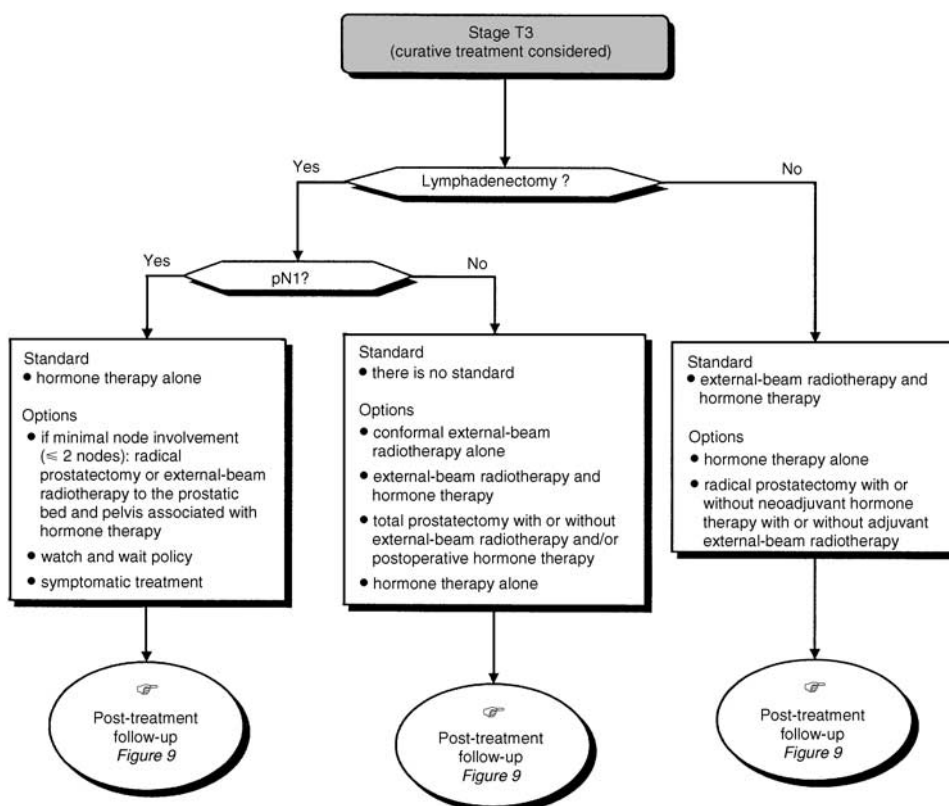 Stage T3
(curative treatment considered)
Yes
Lymphadenectomy ?
No
Yes
pN1?
No
Standard
● hormone therapy alone
Options
● if minimal node involvement
(≤ 2 nodes): radical
prostatectomy or external-beam
radiotherapy to the prostatic
bed and pelvis associated with
hormone therapy
● watch and wait policy
● symptomatic treatment
Standard
● there is no standard
Options
● conformal external-beam
radiotherapy alone
● external-beam radiotherapy and
hormone therapy
● total prostatectomy with or without
external-beam radiotherapy and/or
postoperative hormone therapy
● hormone therapy alone
Standard
● external-beam radiotherapy and
hormone therapy
Options
● hormone therapy alone
● radical prostatectomy with or
without neoadjuvant hormone
therapy with or without adjuvant
external-beam radiotherapy
☞
Post-treatment
follow-up
Figure 9
☞
Post-treatment
follow-up
Figure 9
☞
Post-treatment
follow-up
Figure 9